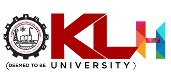 KLH
(DEEMED TO BE UNIVERSITY)